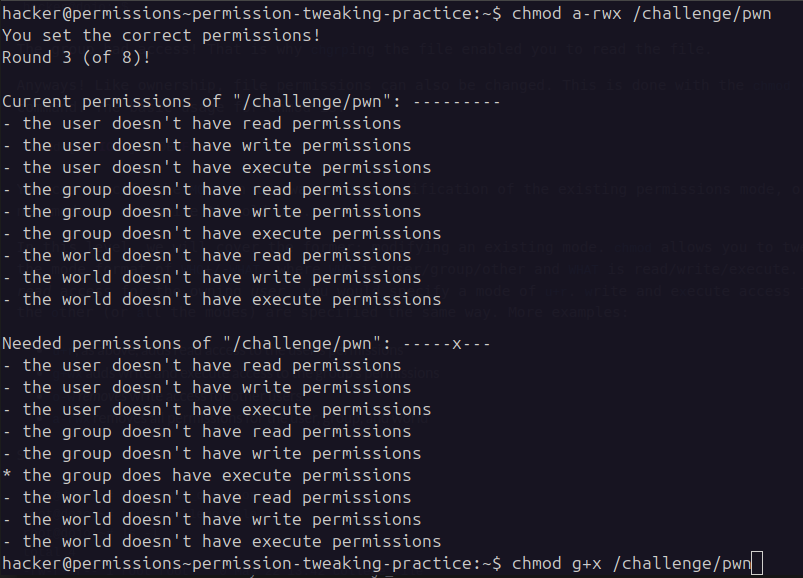 hacker@permissions~permission-tweaking-practice:~$ chmod a-rwx /challenge/pwn
You set the correct permissions!
Round 3 (of 8)!
Current permissions of "/challenge/pwn": ---------
- the user doesn't have read permissions
- the user doesn't have write permissions
- the user doesn't have execute permissions
- the group doesn't have read permissions
- the group doesn't have write permissions
- the group doesn't have execute permissions
- the world doesn't have read permissions
- the world doesn't have write permissions
- the world doesn't have execute permissions
Needed permissions of "/challenge/pwn": -----x---
- the user doesn't have read permissions
- the user doesn't have write permissions
- the user doesn't have execute permissions
- the group doesn't have read permissions
- the group doesn't have write permissions
* the group does have execute permissions
- the world doesn't have read permissions
- the world doesn't have write permissions
- the world doesn't have execute permissions
hacker@permissions~permission-tweaking-practice:~$ chmod g+x /challenge/pwn